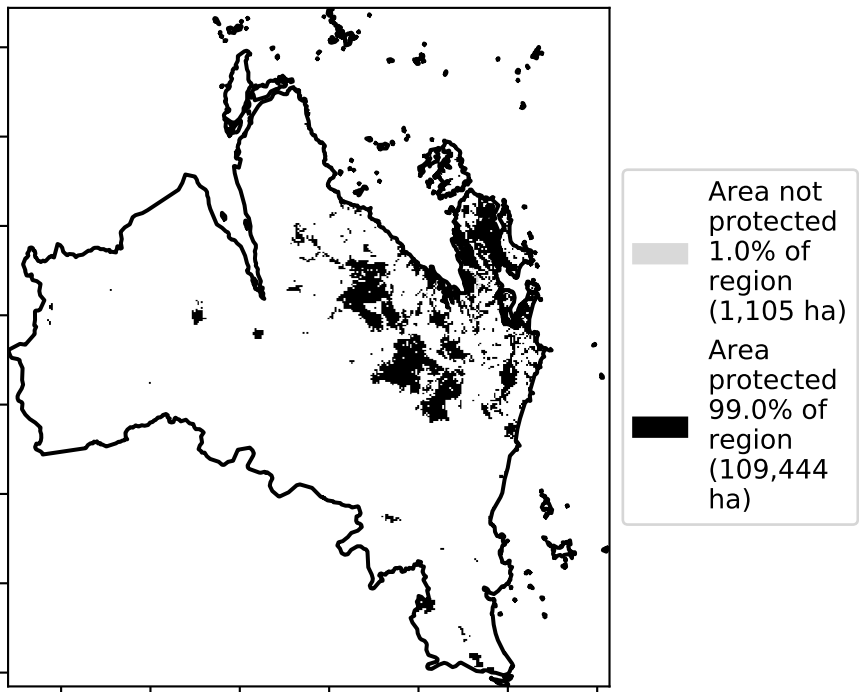 Area not
protected
1.0% of
region
(1,105 ha)
Area
protected
99.0% of
region
(109,444
ha)